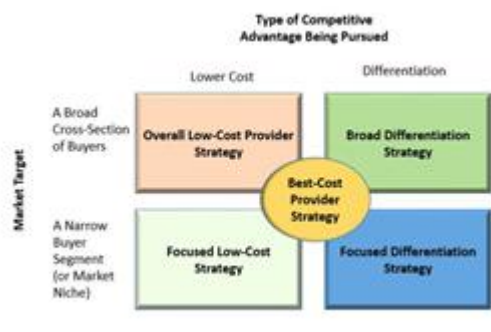 Type of Competitive
Advantage Being Pursued
Lower Cost
Differentiation
Market Target
A Broad
Cross-Section
of Buyers
Overall Low-Cost Provider
Strategy
Broad Differentiation
Strategy
Best-Cost
Provider
Strategy
A Narrow
Buyer
Segment
(or Market
Niche)
Focused Low-Cost
Strategy
Focused Differentiation
Strategy